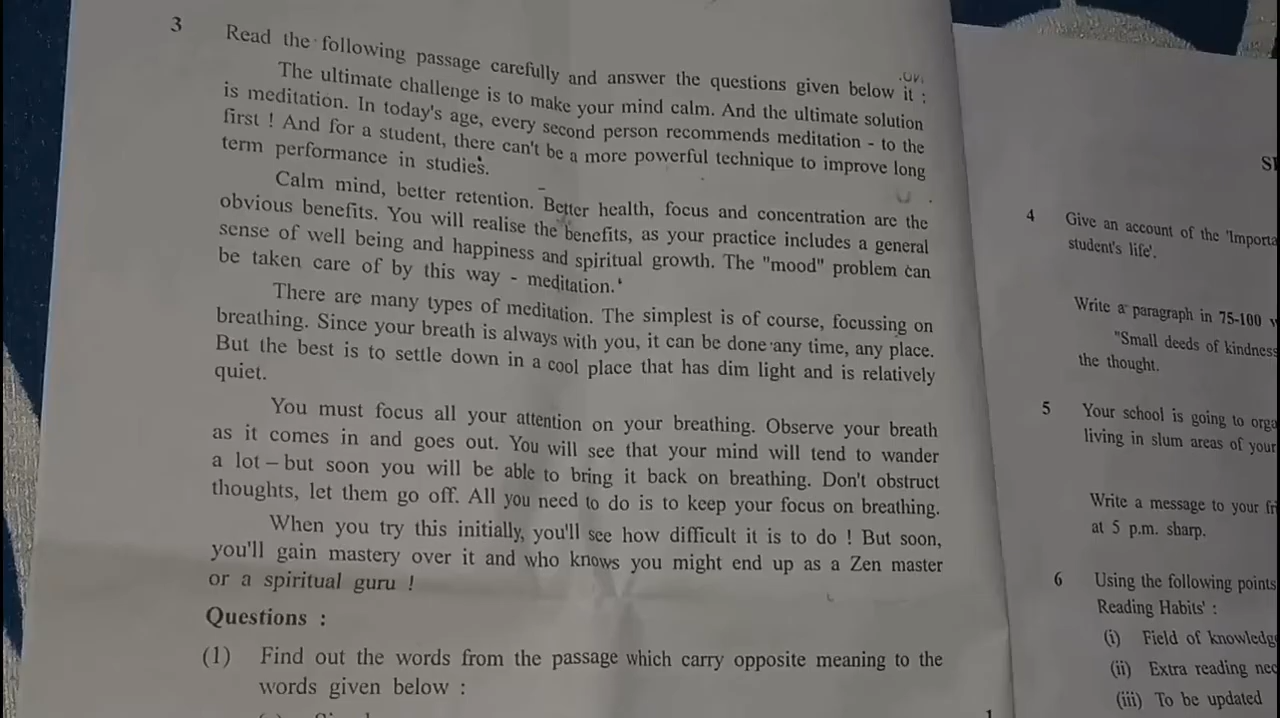 3 Read the following passage carefully and answer the questions given below it :
The ultimate challenge is to make your mind calm. And the ultimate solution
is meditation. In today's age, every second person recommends meditation - to the
first ! And for a student, there can't be a more powerful technique to improve long
term performance in studies.
Calm mind, better retention. Better health, focus and concentration are the
obvious benefits. You will realise the benefits, as your practice includes a general
sense of well being and happiness and spiritual growth. The "mood" problem can
be taken care of by this way - meditation.
There are many types of meditation. The simplest is of course, focussing on
breathing. Since your breath is always with you, it can be done any time, any place.
But the best is to settle down in a cool place that has dim light and is relatively
quiet.
You must focus all your attention on your breathing. Observe your breath
as it comes in and goes out. You will see that your mind will tend to wander
a lot – but soon you will be able to bring it back on breathing. Don't obstruct
thoughts, let them go off. All you need to do is to keep your focus on breathing.
When you try this initially, you'll see how difficult it is to do ! But soon,
you'll gain mastery over it and who knows you might end up as a Zen master
or a spiritual guru !
Questions :
(1) Find out the words from the passage which carry opposite meaning to the
words given below :
1
4 Give an account of the
student's life'.
Write a paragraph in 75-100
"Small deeds of kindness
the thought.
5 Your school is going to
living in slum areas of your
Write a message to your
at 5 p.m. sharp.
6 Using the following points
Reading Habits' :
(i) Field of
(ii) Extra reading
(iii) To be updated